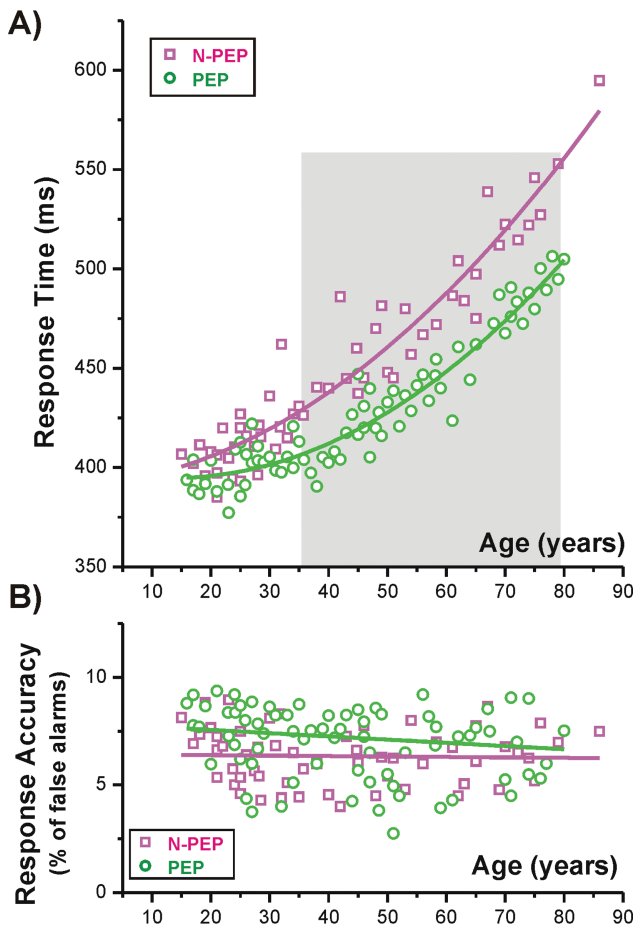 A)
N-PEP
PEP
600
550
500
450
400
350
Response Time (ms)
Age (years)
10 20 30 40 50 60 70 80 90
B)
10
5
0
Response Accuracy
(% of false alarms)
N-PEP
PEP
Age (years)
10 20 30 40 50 60 70 80 90